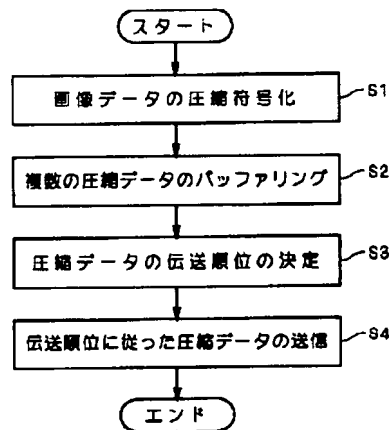 スタート
画像データの圧縮符号化
S1
複数の圧縮データのバッファリング
S2
圧縮データの伝送順位の決定
S3
伝送順位に従った圧縮データの送信
S4
エンド